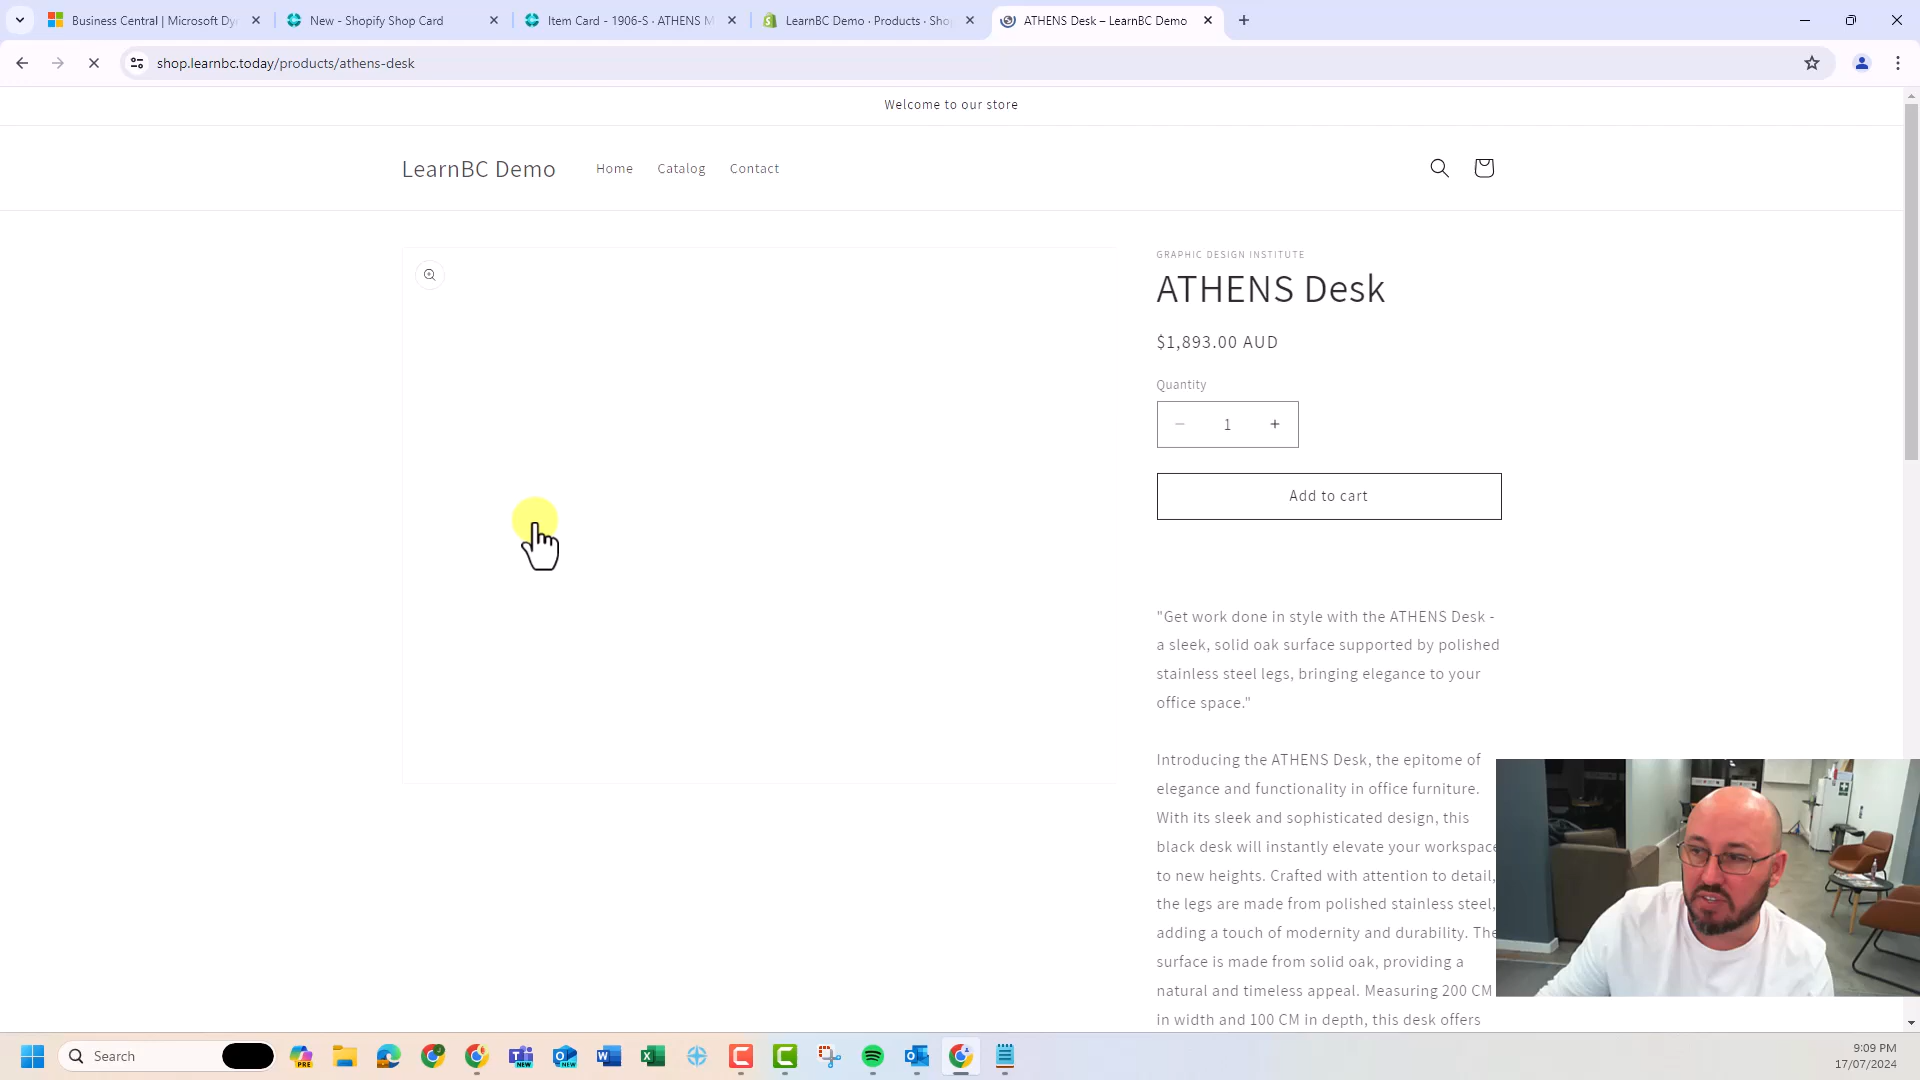 Business Central | Microsoft Dy
New - Shopify Shop Card
Item Card - 1906-S · ATHENS M
LearnBC Demo · Products · Sho
ATHENS Desk – LearnBC Demo
shop.learnbc.today/products/athens-desk
Welcome to our store
LearnBC Demo
Home
Catalog
Contact
GRAPHIC DESIGN INSTITUTE
ATHENS Desk
$1,893.00 AUD
Quantity
− 1 +
Add to cart
"Get work done in style with the ATHENS Desk -
a sleek, solid oak surface supported by polished
stainless steel legs, bringing elegance to your
office space."
Introducing the ATHENS Desk, the epitome of
elegance and functionality in office furniture.
With its sleek and sophisticated design, this
black desk will instantly elevate your workspace
to new heights. Crafted with attention to detail,
the legs are made from polished stainless steel,
adding a touch of modernity and durability. The
surface is made from solid oak, providing a
natural and timeless appeal. Measuring 200 CM
in width and 100 CM in depth, this desk offers
Search
PRE
NEW
NEW
9:09 PM
17/07/2024